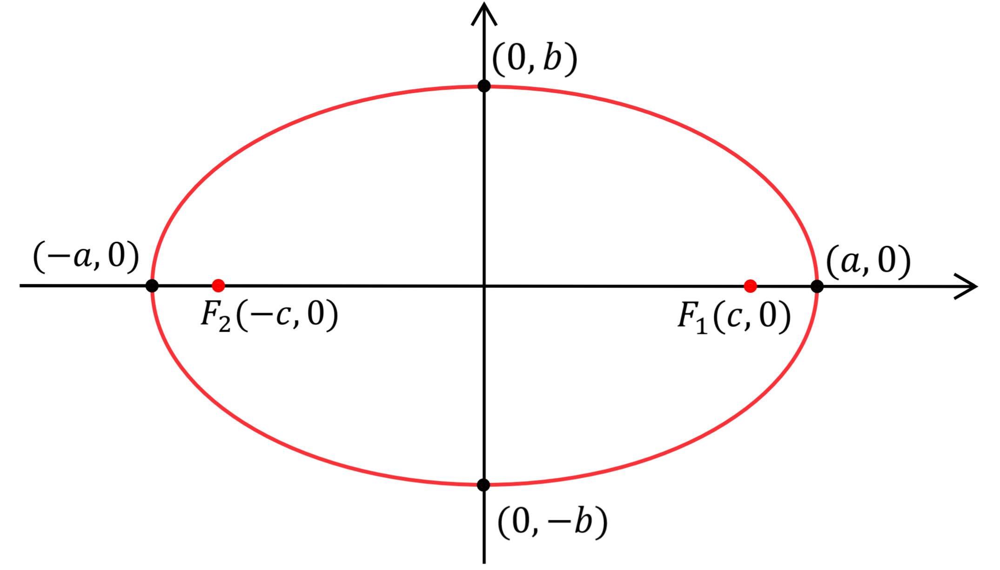 (0, b)
(−a, 0)
(a, 0)
F₂(−c, 0)
F₁(c, 0)
(0, −b)